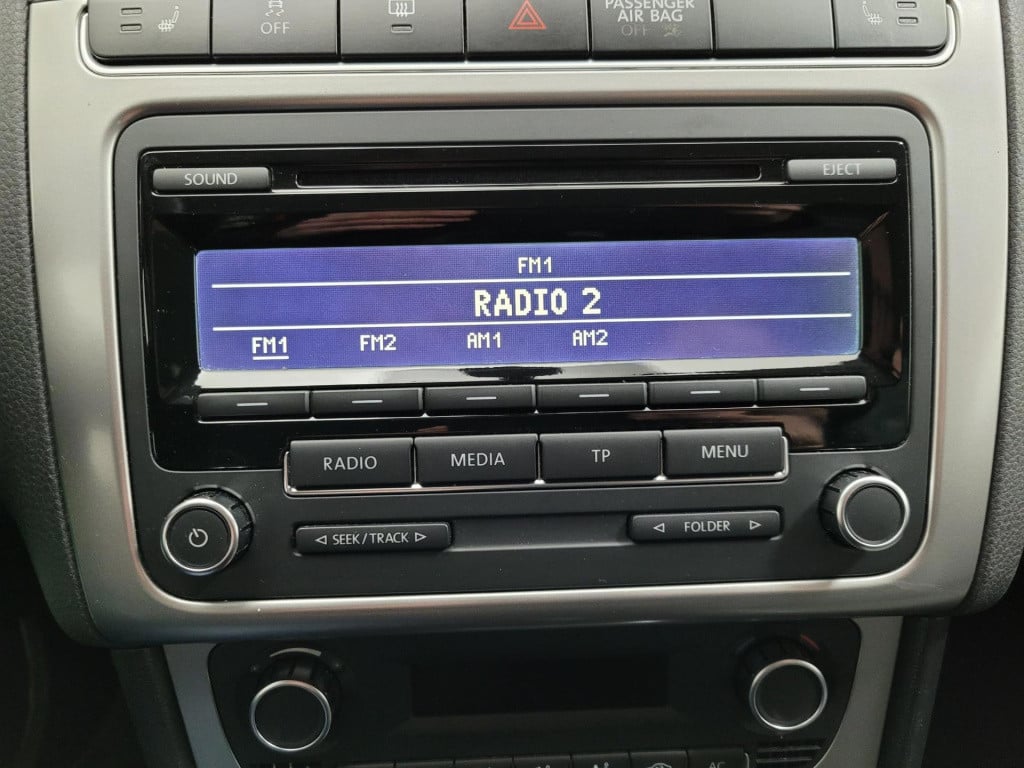 OFF
PASSENGER
AIR BAG
OFF
SOUND
EJECT
FM1
RADIO 2
FM1 FM2 AM1 AM2
RADIO MEDIA TP MENU
SEEK/TRACK
FOLDER
AC